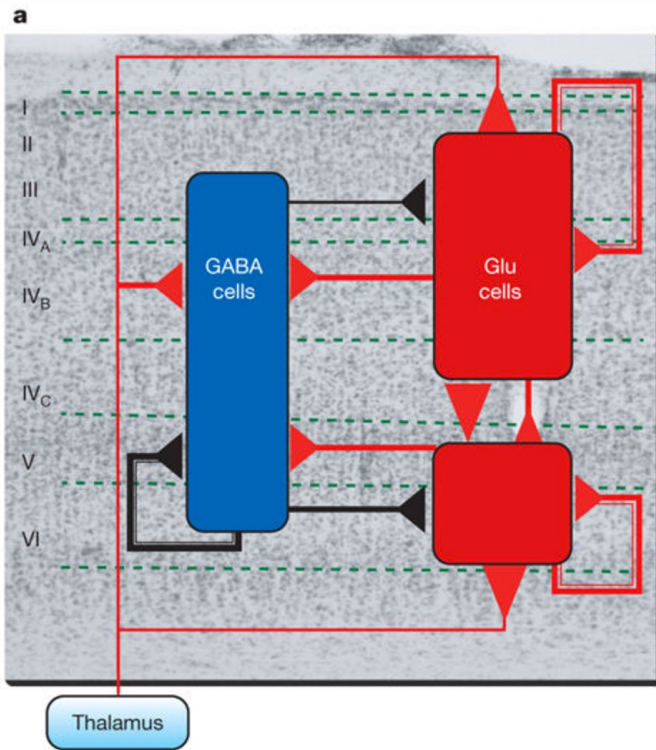 a
I
II
III
IVA
IVB
IVC
V
VI
GABA
cells
Glu
cells
Thalamus